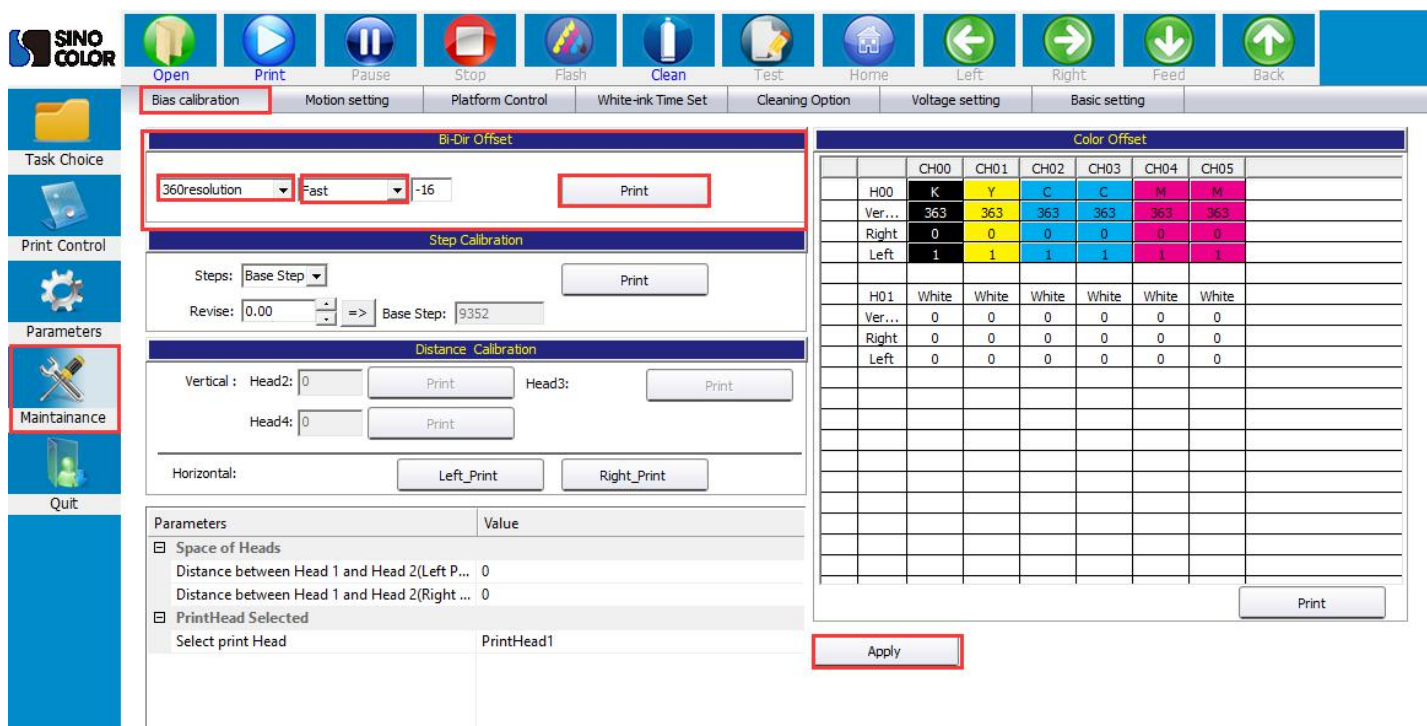 SINO
COLOR
Open Print Pause Stop Flash Clean Test Home Left Right Feed Back
Bias calibration Motion setting Platform Control White-ink Time Set Cleaning Option Voltage setting Basic setting
Task Choice
Print Control
Parameters
Maintainance
Quit
Bi-Dir Offset
360resolution Fast -16 Print
Step Calibration
Steps: Base Step Print
Revise: 0.00 => Base Step: 9352
Distance Calibration
Vertical : Head2: 0 Print Head3: Print
Head4: 0 Print
Horizontal: Left_Print Right_Print
Parameters Value
Space of Heads
Distance between Head 1 and Head 2(Left P... 0
Distance between Head 1 and Head 2(Right ... 0
PrintHead Selected
Select print Head PrintHead1
Color Offset
CH00 CH01 CH02 CH03 CH04 CH05
H00 K Y C C M M
Ver... 363 363 363 363 363 363
Right 0 0 0 0 0 0
Left 1 1 1 1 1 1
H01 White White White White White White
Ver... 0 0 0 0 0 0
Right 0 0 0 0 0 0
Left 0 0 0 0 0 0
Print
Apply